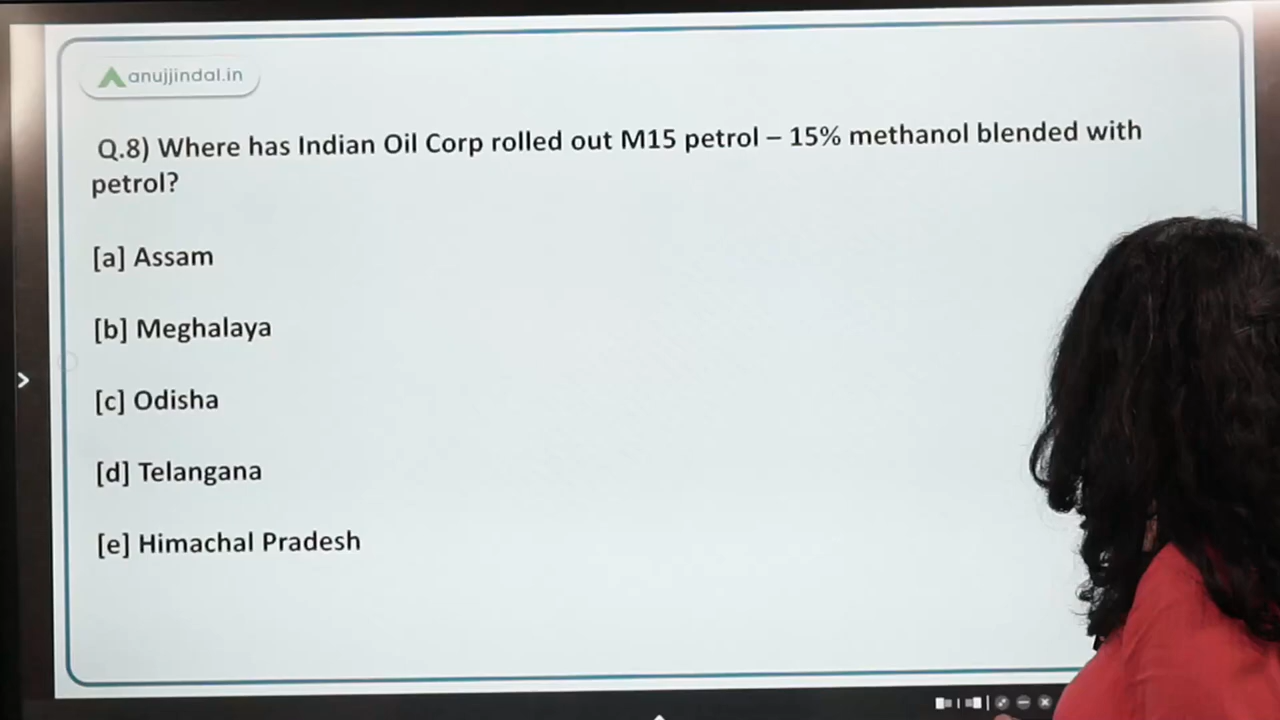 anujjindal.in
Q.8) Where has Indian Oil Corp rolled out M15 petrol – 15% methanol blended with
petrol?
[a] Assam
[b] Meghalaya
[c] Odisha
[d] Telangana
[e] Himachal Pradesh